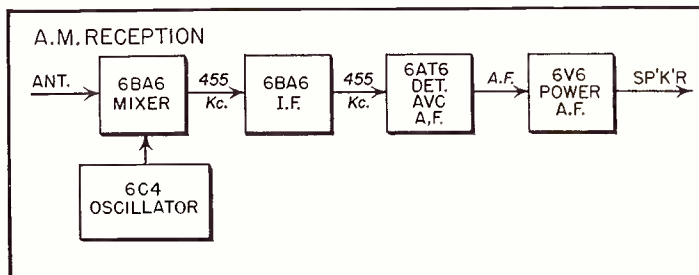 A.M. RECEPTION
ANT.
6BA6
MIXER
455
Kc.
6BA6
I.F.
455
Kc.
6AT6
DET.
AVC
A,F.
A.F.
6V6
POWER
A.F.
SP'K'R
6C4
OSCILLATOR